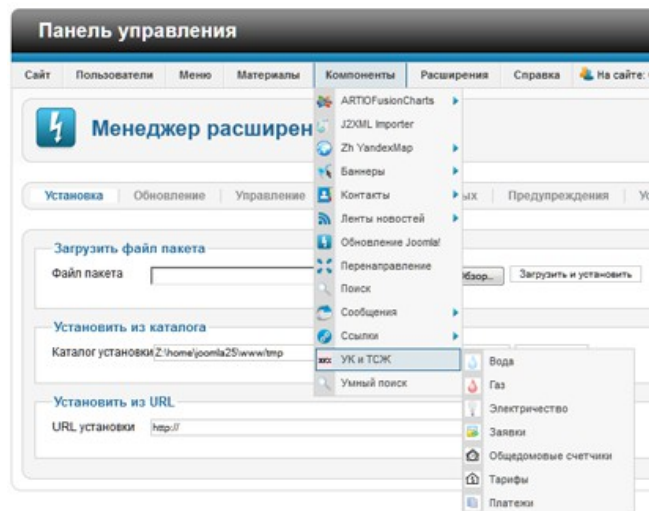 Панель управления
Сайт Пользователи Меню Материалы Компоненты Расширения Справка На сайте:
ARTIOFusionCharts
J2XML Importer
Менеджер расширен
Zh YandexMap
Баннеры
Установка Обновление Управление Контакты ых Предупреждения
Ленты новостей
Обновление Joomla!
Загрузить файл пакета
Перенаправление
Файл пакета Обзор... Загрузить и установить
Поиск
Сообщения
Установить из каталога
Ссылки
Каталог установки Z:\home\joomla25\www\tmp УК и ТСЖ
Вода
Умный поиск
Газ
Установить из URL
Электричество
URL установки http://
Заявки
Общедомовые счетчики
Тарифы
Платежи